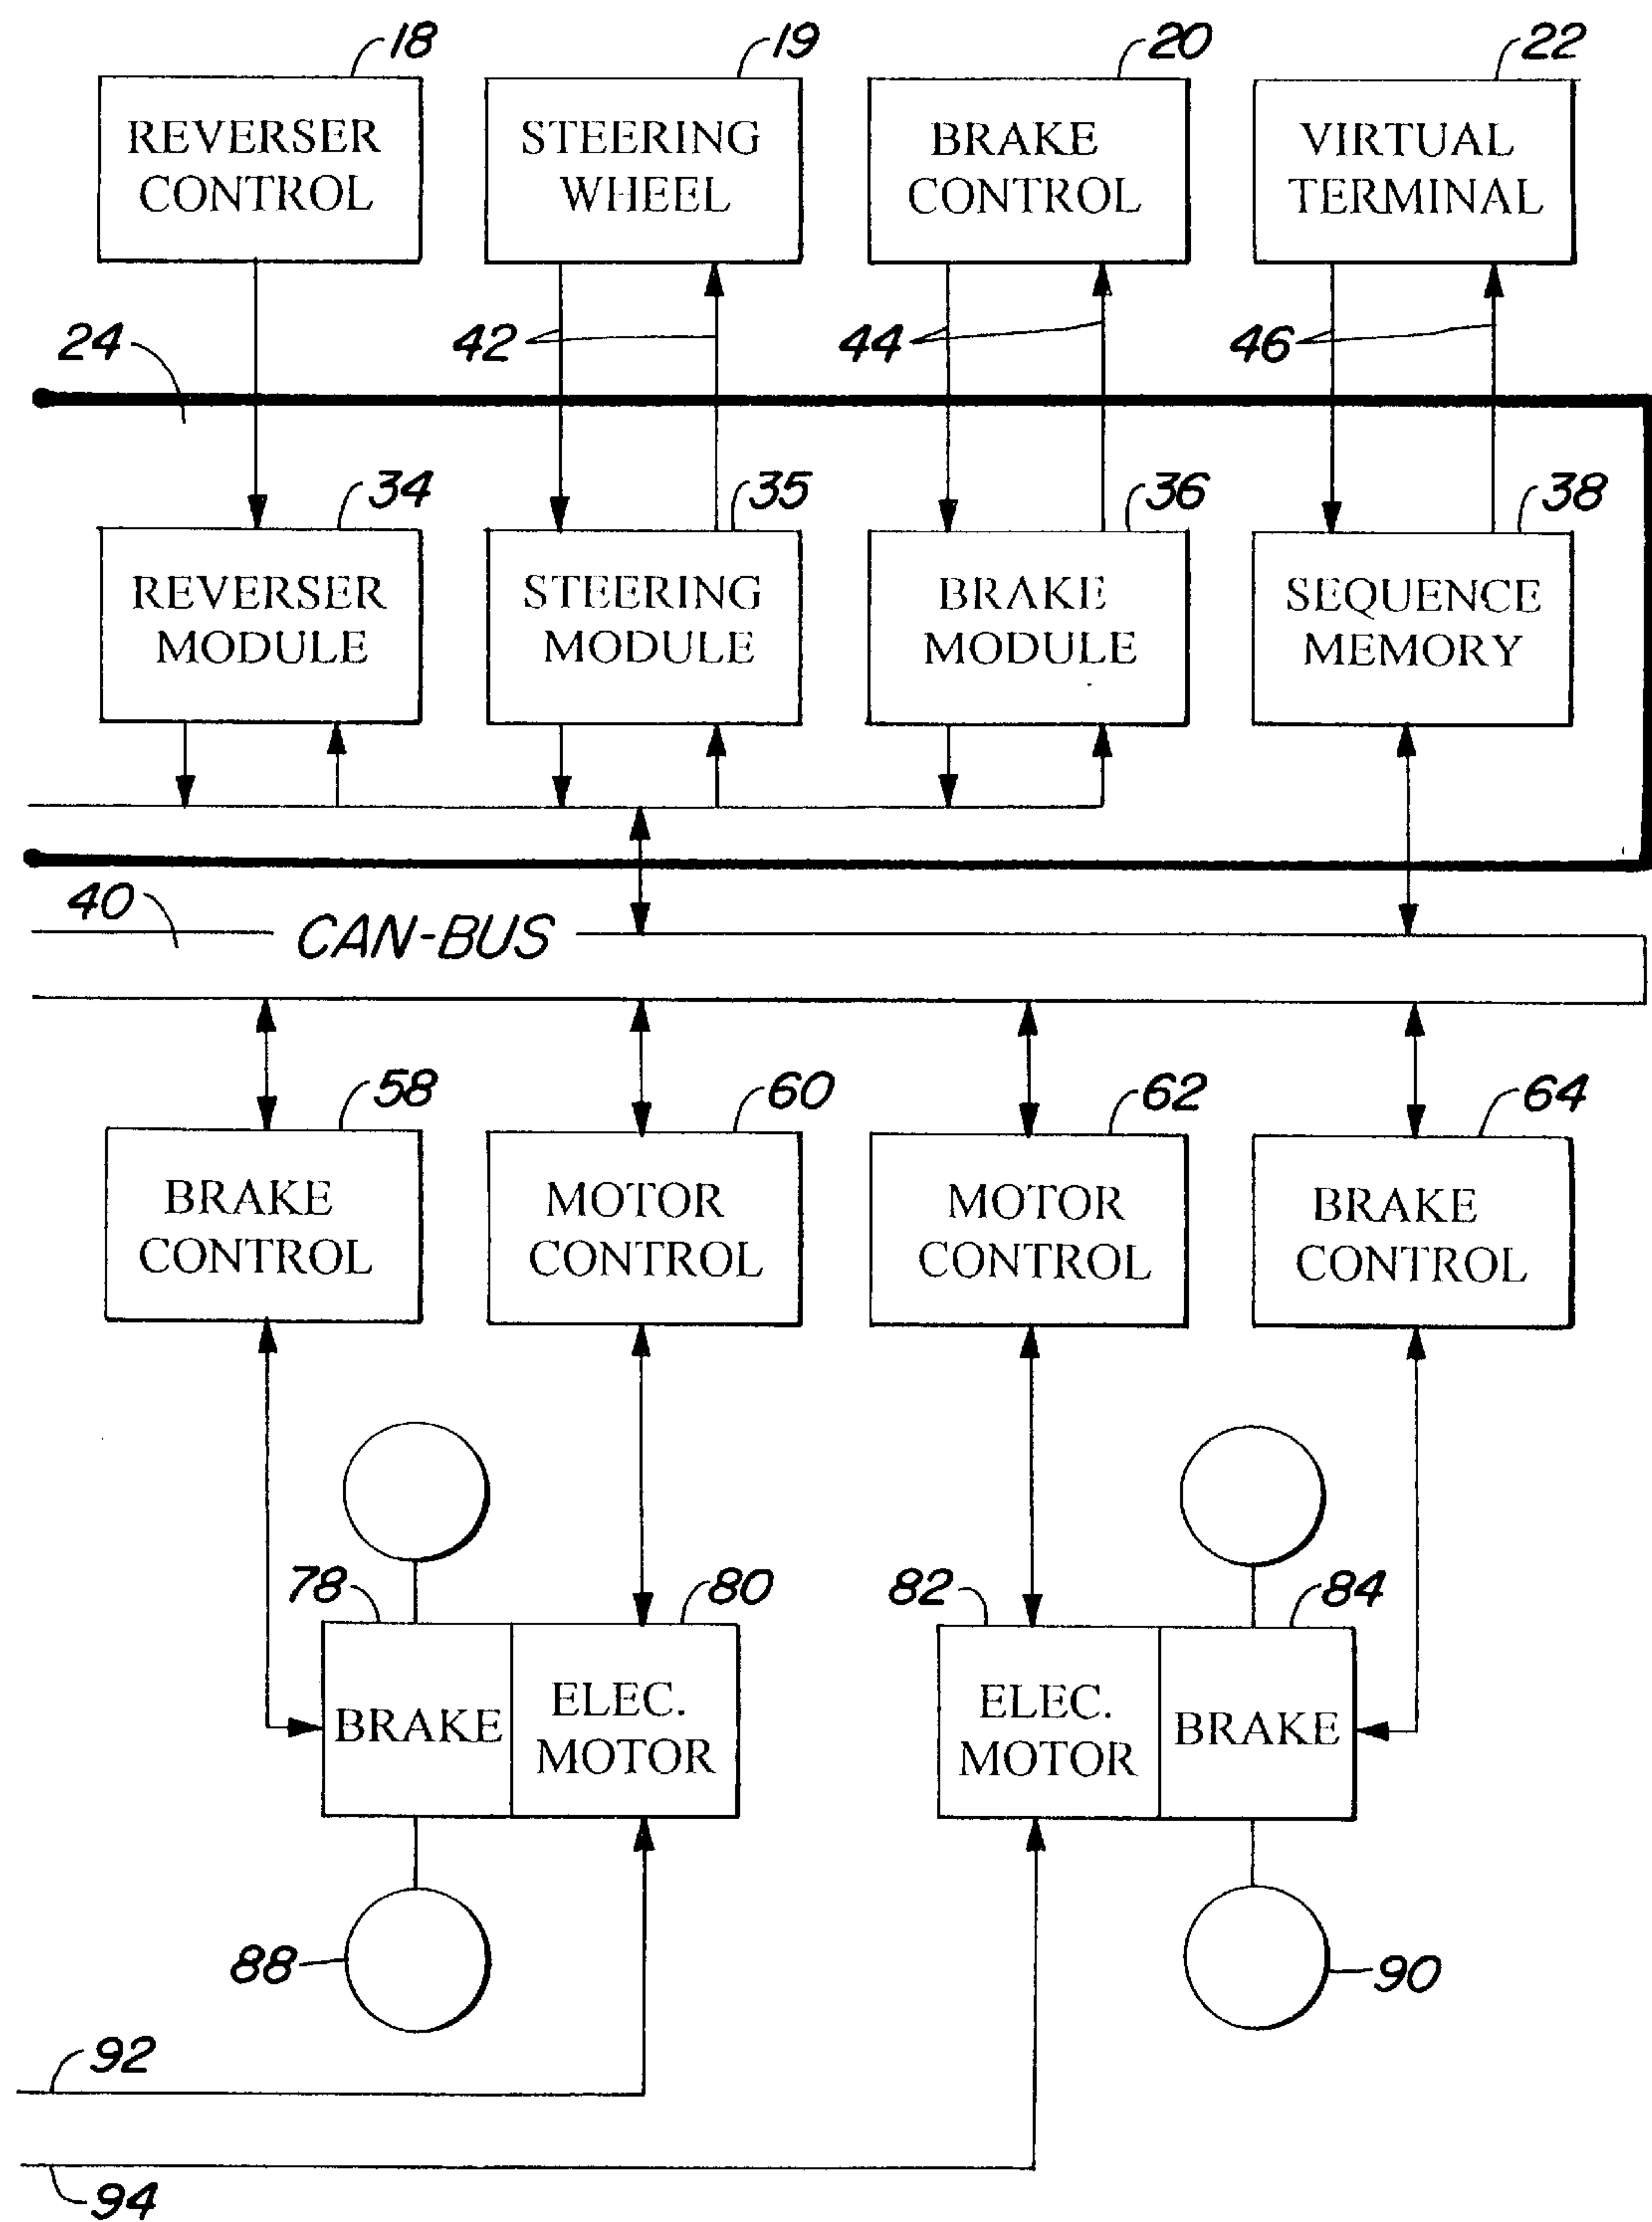 18
19
20
22
REVERSER
CONTROL
STEERING
WHEEL
BRAKE
CONTROL
VIRTUAL
TERMINAL
24
42
44
46
34
35
36
38
REVERSER
MODULE
STEERING
MODULE
BRAKE
MODULE
SEQUENCE
MEMORY
40
CAN-BUS
58
60
62
64
BRAKE
CONTROL
MOTOR
CONTROL
MOTOR
CONTROL
BRAKE
CONTROL
78
80
82
84
BRAKE
ELEC.
MOTOR
ELEC.
MOTOR
BRAKE
88
90
92
94